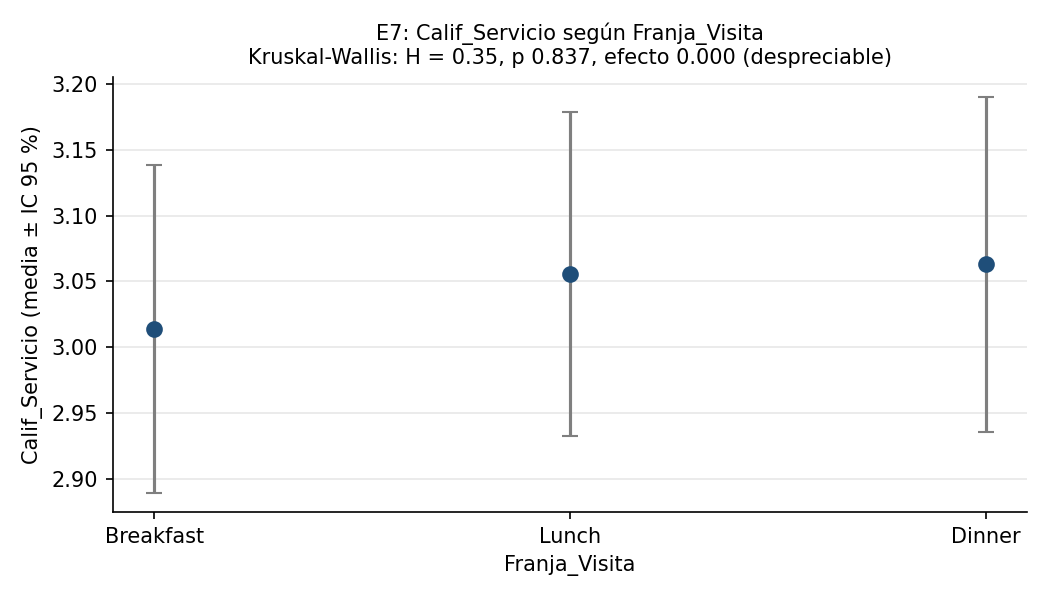 E7: Calif_Servicio según Franja_Visita
Kruskal-Wallis: H = 0.35, p 0.837, efecto 0.000 (despreciable)
Calif_Servicio (media ± IC 95 %)
3.20
3.15
3.10
3.05
3.00
2.95
2.90
Breakfast
Lunch
Dinner
Franja_Visita